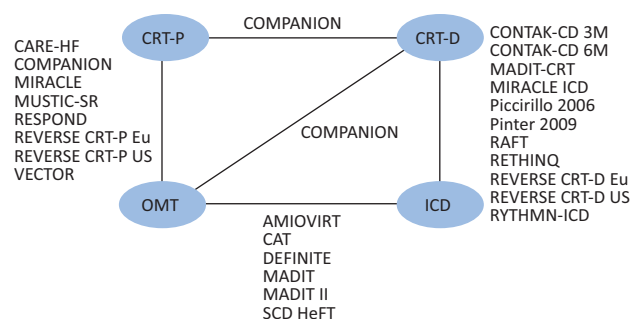 COMPANION
CRT-P
CRT-D
CARE-HF
COMPANION
MIRACLE
MUSTIC-SR
RESPOND
REVERSE CRT-P Eu
REVERSE CRT-P US
VECTOR
CONTAK-CD 3M
CONTAK-CD 6M
MADIT-CRT
MIRACLE ICD
Piccirillo 2006
Pinter 2009
RAFT
RETHINQ
REVERSE CRT-D Eu
REVERSE CRT-D US
RYTHMN-ICD
COMPANION
OMT
ICD
AMIOVIRT
CAT
DEFINITE
MADIT
MADIT II
SCD HeFT